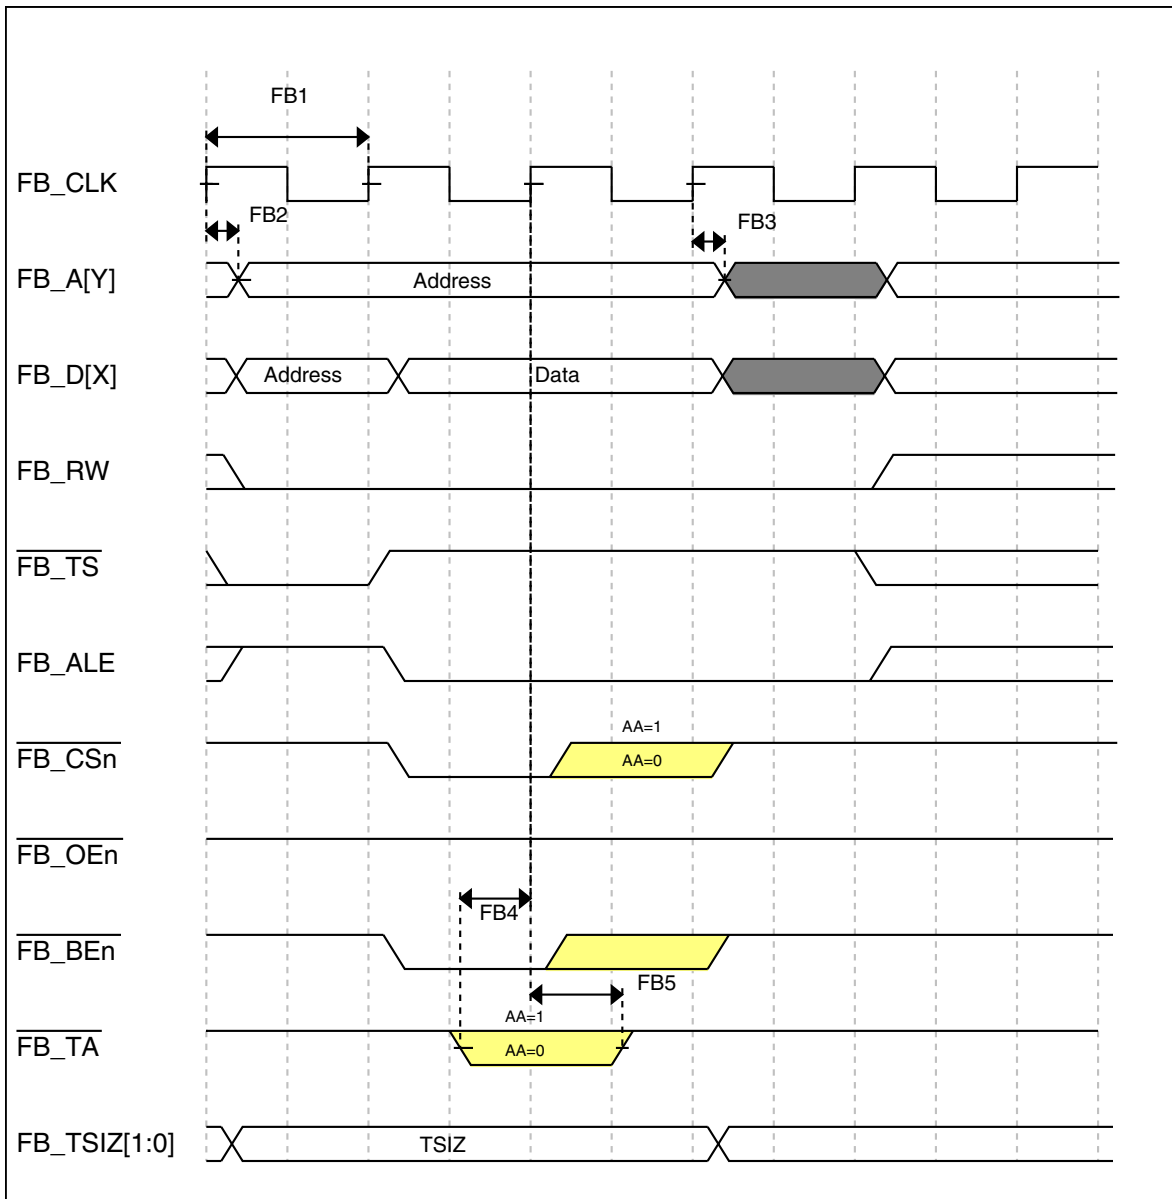 FB1
FB_CLK
FB2
FB3
FB_A[Y]
Address
FB_D[X]
Address
Data
FB_RW
FB_TS
FB_ALE
AA=1
FB_CSn
AA=0
FB_OEn
FB4
FB_BEn
FB5
AA=1
FB_TA
AA=0
FB_TSIZ[1:0]
TSIZ